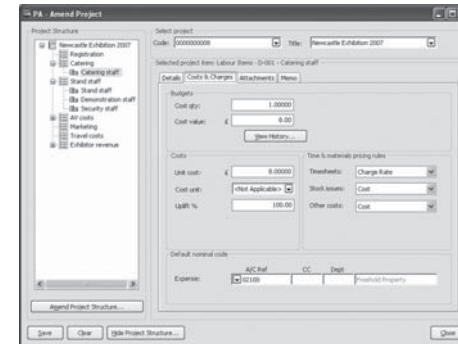 PA - Amend Project
Project Structure
Newcastle Exhibition 2007
Registration
Catering
Catering staff
Stand staff
Stand staff
Demonstration staff
Security staff
AV costs
Marketing
Travel costs
Exhibitor revenue
Amend Project Structure...
Select project
Code: 0000000008 Title: Newcastle Exhibition 2007
Selected project item: Labour Items - D-001 - Catering staff
Details Costs & Charges Attachments Memo
Budgets
Cost qty: 1.00000
Cost value: £ 8.00
View History...
Costs
Unit cost: £ 8.00000
Cost unit: <Not Applicable>
Uplift % 100.00
Time & materials pricing rules
Timesheets: Charge Rate
Stock issues: Cost
Other costs: Cost
Default nominal code
A/C Ref CC Dept
Expense: 02100 Freehold Property
Save Clear Hide Project Structure... Close